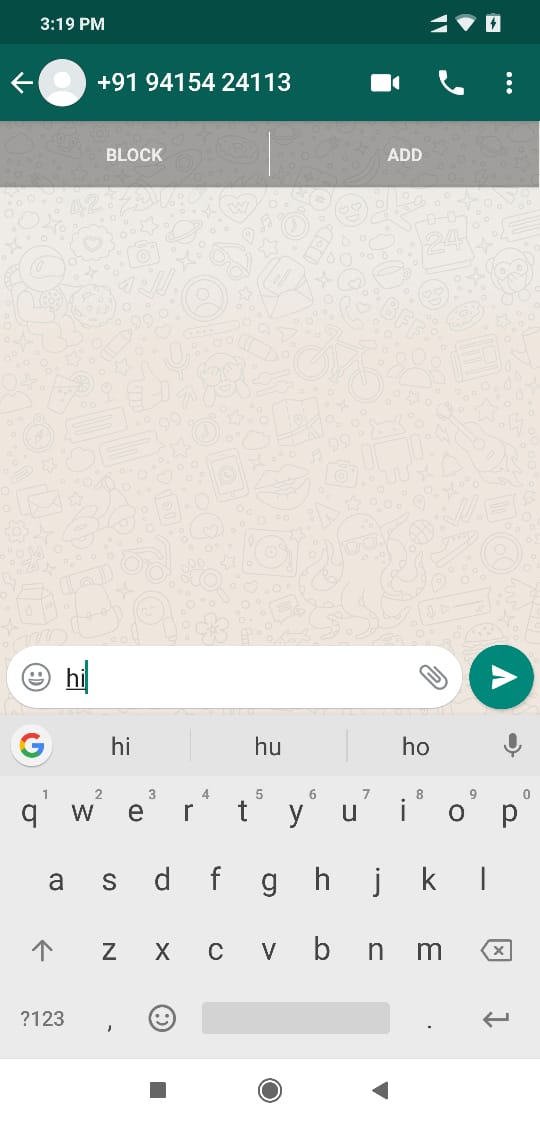 3:19 PM
+91 94154 24113
BLOCK ADD
hi
hi hu ho
1 2 3 4 5 6 7 8 9 0
q w e r t y u i o p
a s d f g h j k l
z x c v b n m
?123 , .